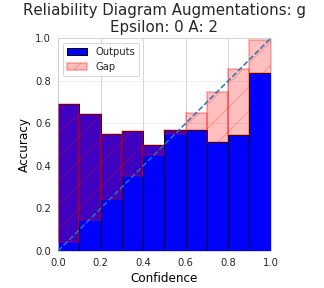 Reliability Diagram Augmentations: g
Epsilon: 0 A: 2
1.0
Outputs
Gap
0.8
0.6
0.4
0.2
0.0
Accuracy
0.0 0.2 0.4 0.6 0.8 1.0
Confidence